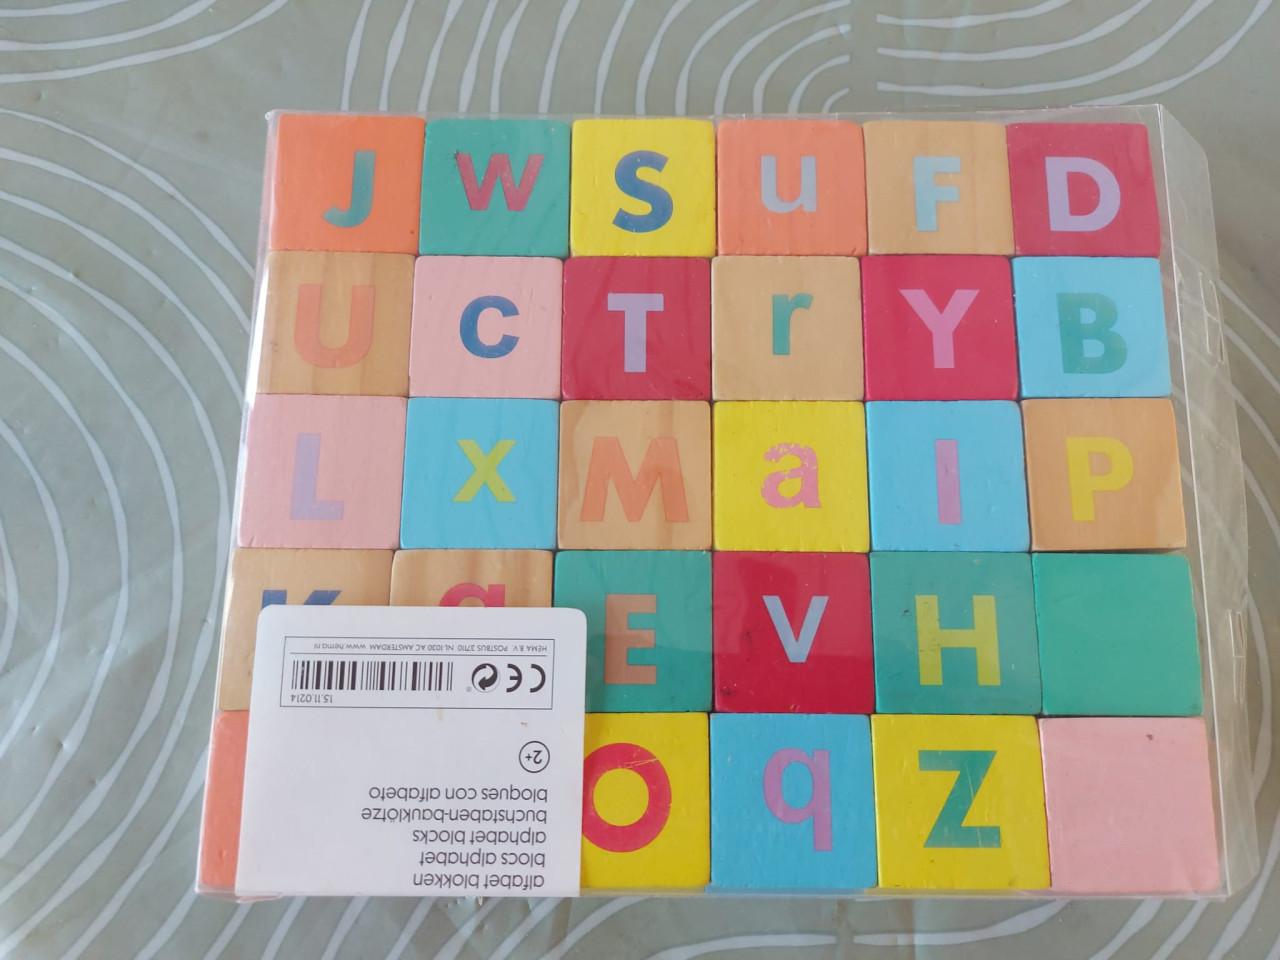 J w S u F D
U c T r Y B
L x M a I P
E v H
O q Z
alfabet blokken
blocs alphabet
alphabet blocks
buchstaben-bauklötze
bloques con alfabeto
2+
15.11.0214
CE
HEMA B.V. POSTBUS 37110 NL-1030 AC AMSTERDAM www.hema.nl